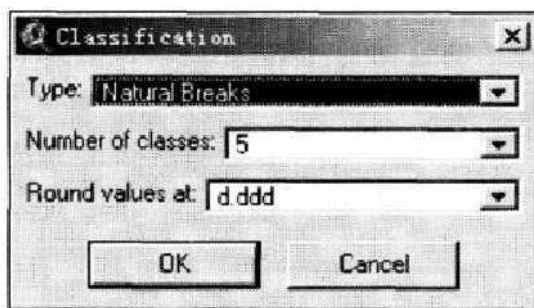 Classification
Type: Natural Breaks
Number of classes: 5
Round values at: d.ddd
OK Cancel